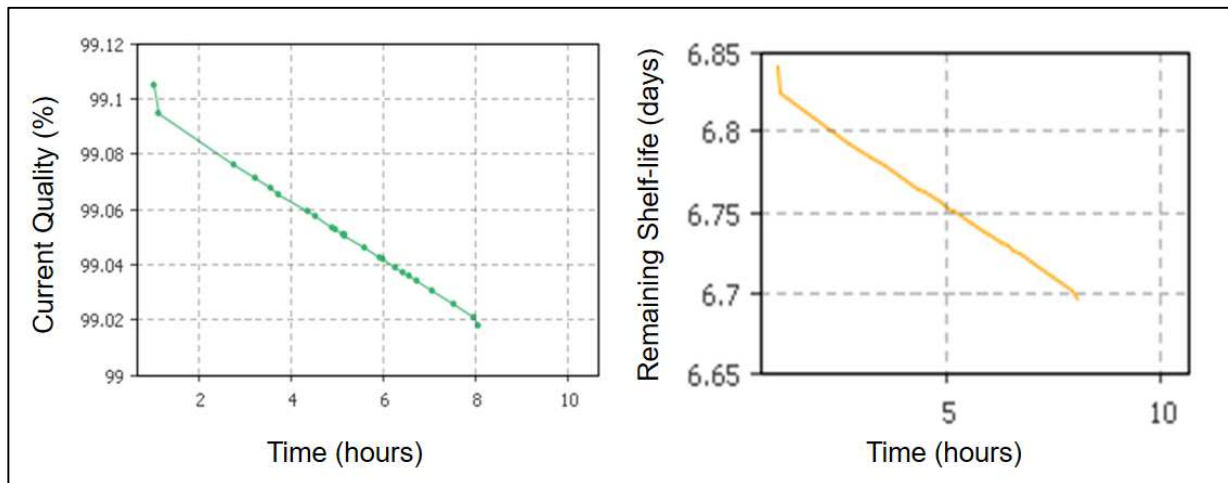 Current Quality (%)
99.12
99.1
99.08
99.06
99.04
99.02
99
2 4 6 8 10
Time (hours)
Remaining Shelf-life (days)
6.85
6.8
6.75
6.7
6.65
5 10
Time (hours)